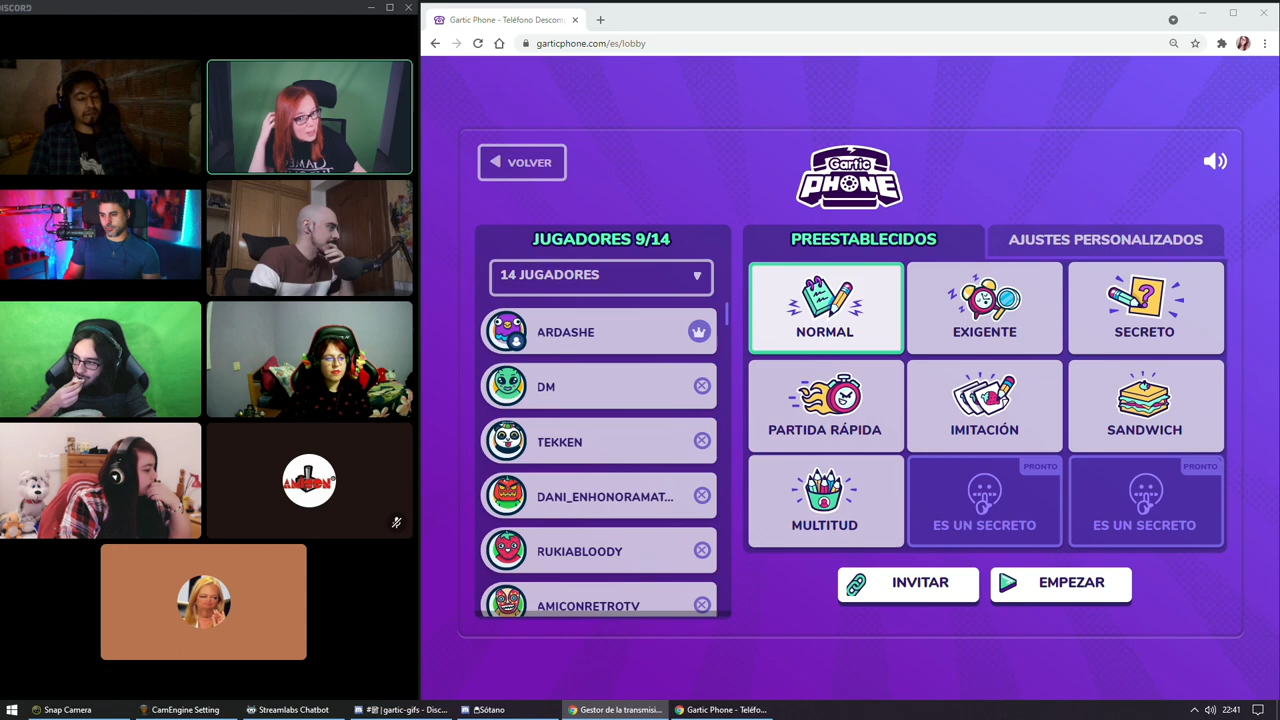 DISCORD
Gartic Phone - Teléfono Descom
garticphone.com/es/lobby
VOLVER
Gartic
PHONE
JUGADORES 9/14
14 JUGADORES
ARDASHE
DM
TEKKEN
DANI_ENHONORAMAT...
RUKIABLOODY
AMICONRETROTV
PREESTABLECIDOS
AJUSTES PERSONALIZADOS
NORMAL
EXIGENTE
SECRETO
PARTIDA RÁPIDA
IMITACIÓN
SANDWICH
MULTITUD
PRONTO
ES UN SECRETO
PRONTO
ES UN SECRETO
INVITAR
EMPEZAR
Snap Camera
CamEngine Setting
Streamlabs Chatbot
gartic-gifs - Disc...
Sótano
Gestor de la transmisi...
Gartic Phone - Teléfo...
22:41